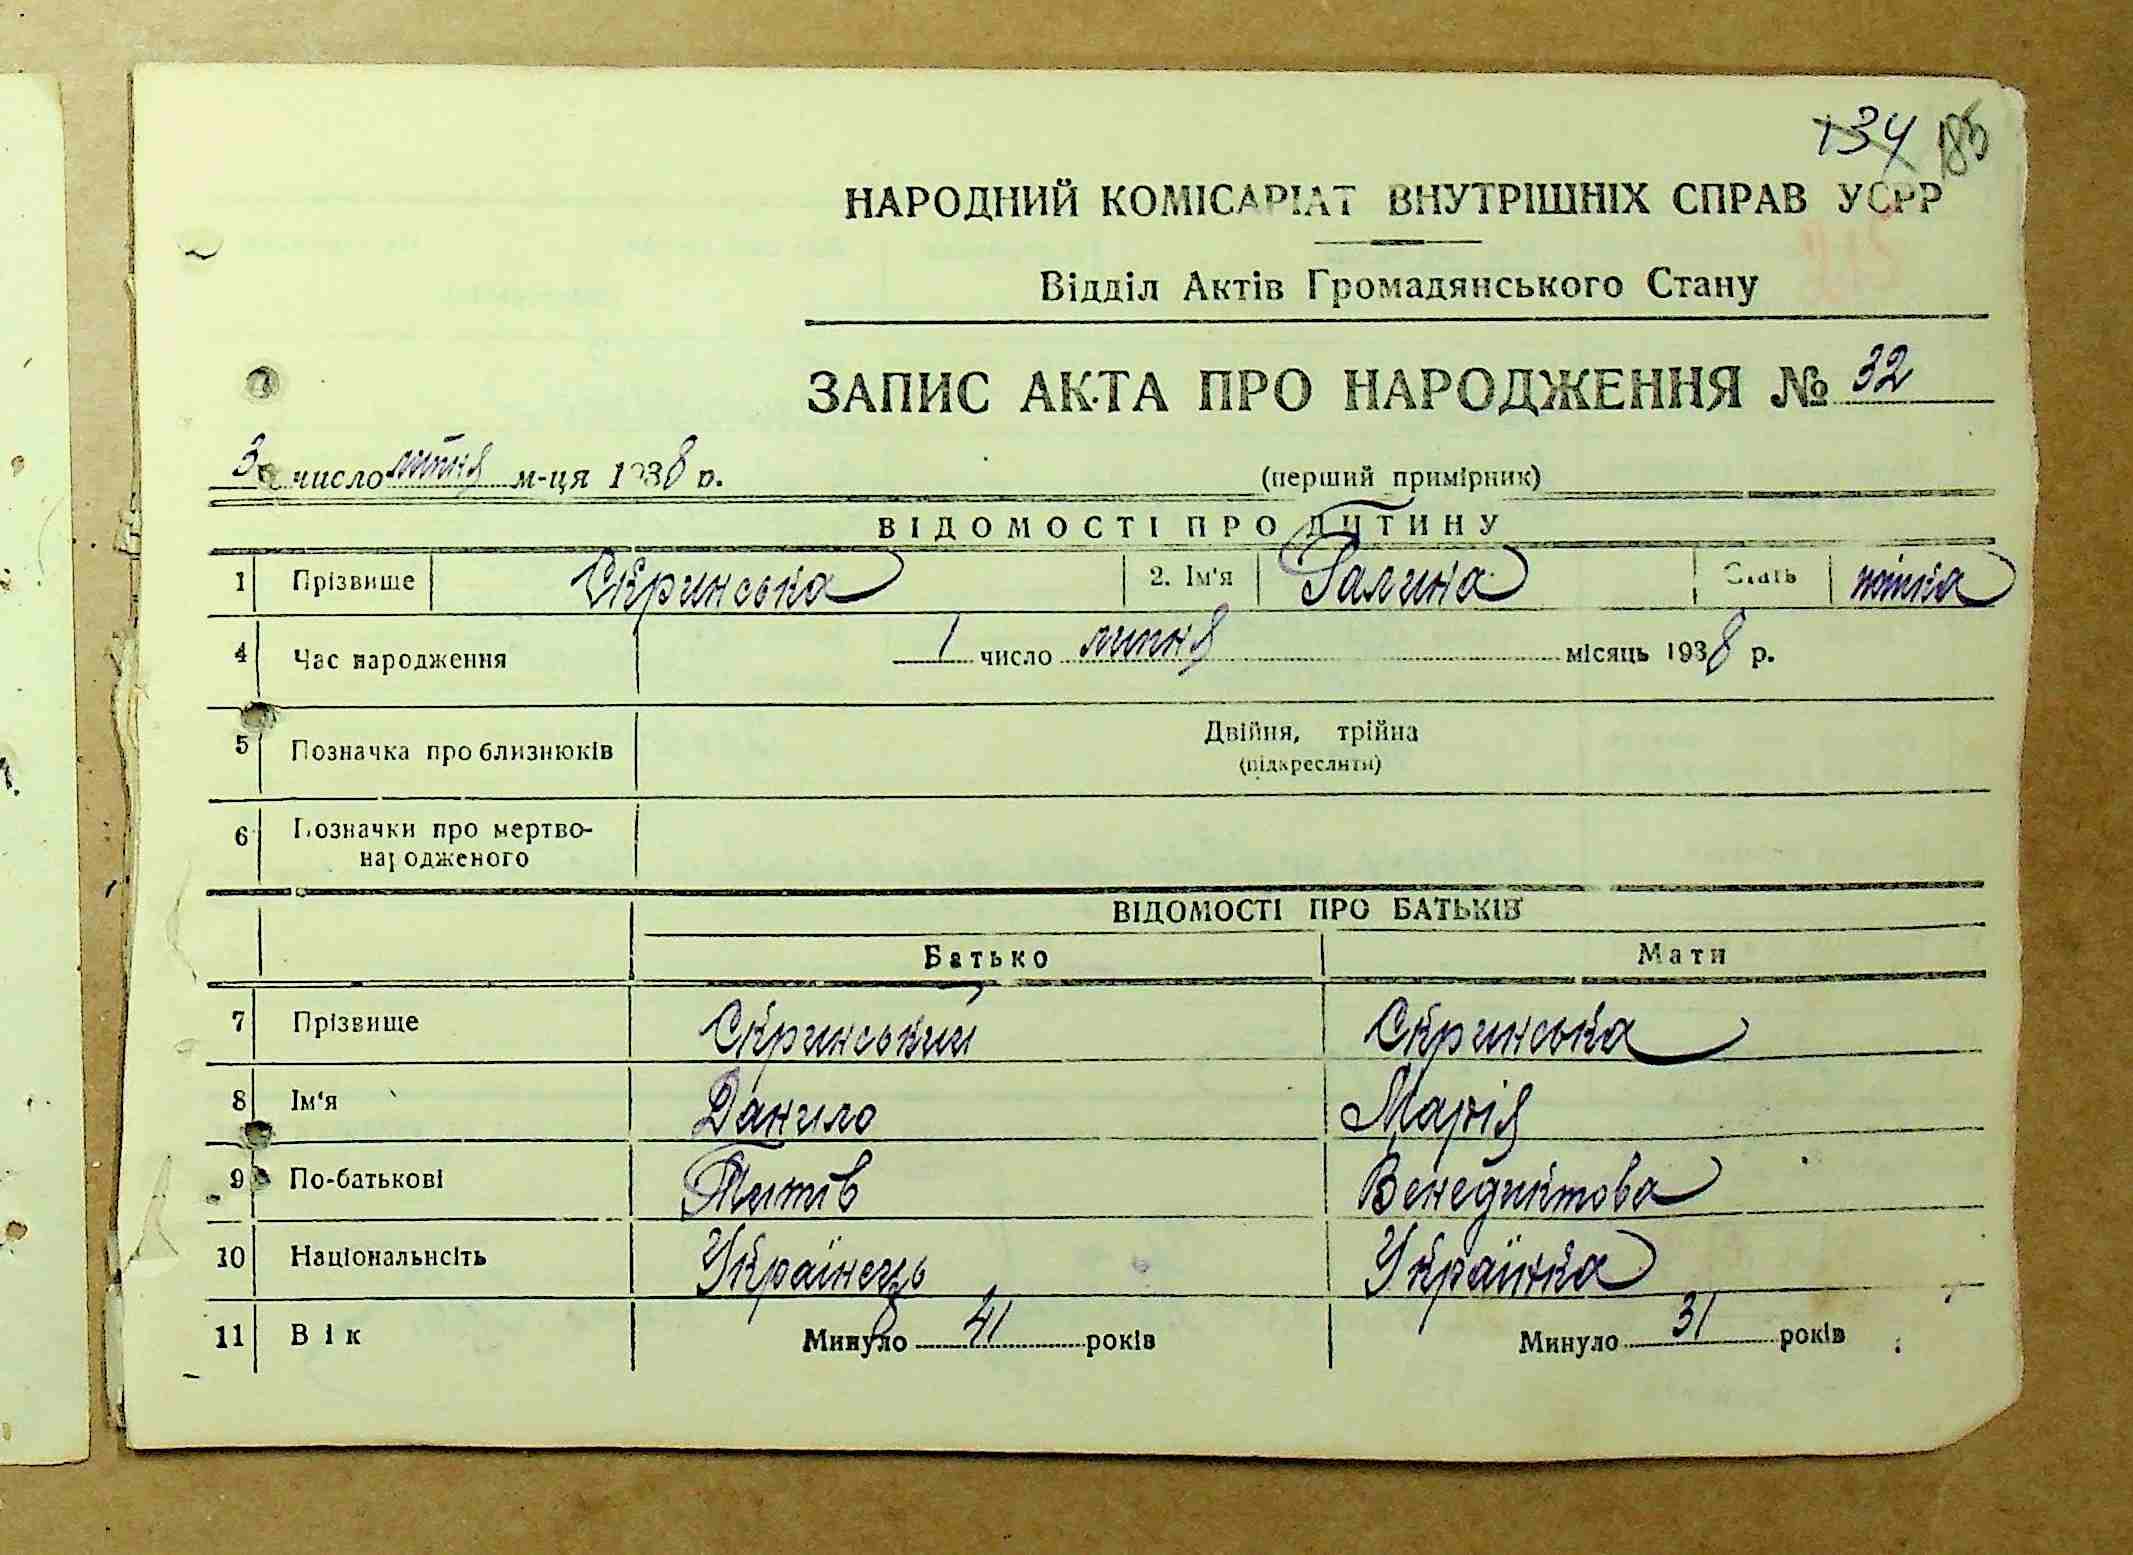 134 185
НАРОДНИЙ КОМІСАРІАТ ВНУТРІШНІХ СПРАВ УСРР
Відділ Актів Громадянського Стану
ЗАПИС АКТА ПРО НАРОДЖЕННЯ № 32
3 число липня м-ця 1938 р. (перший примірник)
ВІДОМОСТІ ПРО ДИТИНУ
1 Прізвище Скринська 2. Ім'я Галина Стать жінка
4 Час народження 1 число липня місяць 1938 р.
5 Позначка про близнюків Двійня, трійна
(підкреслити)
6 Позначки про мертво-
народженого
ВІДОМОСТІ ПРО БАТЬКІВ
Батько Мати
7 Прізвище Скринський Скринська
8 Ім'я Данило Марія
9 По-батькові Титів Венедиктова
10 Національнсіть Українець Українка
11 Вік Минуло 41 років Минуло 31 років